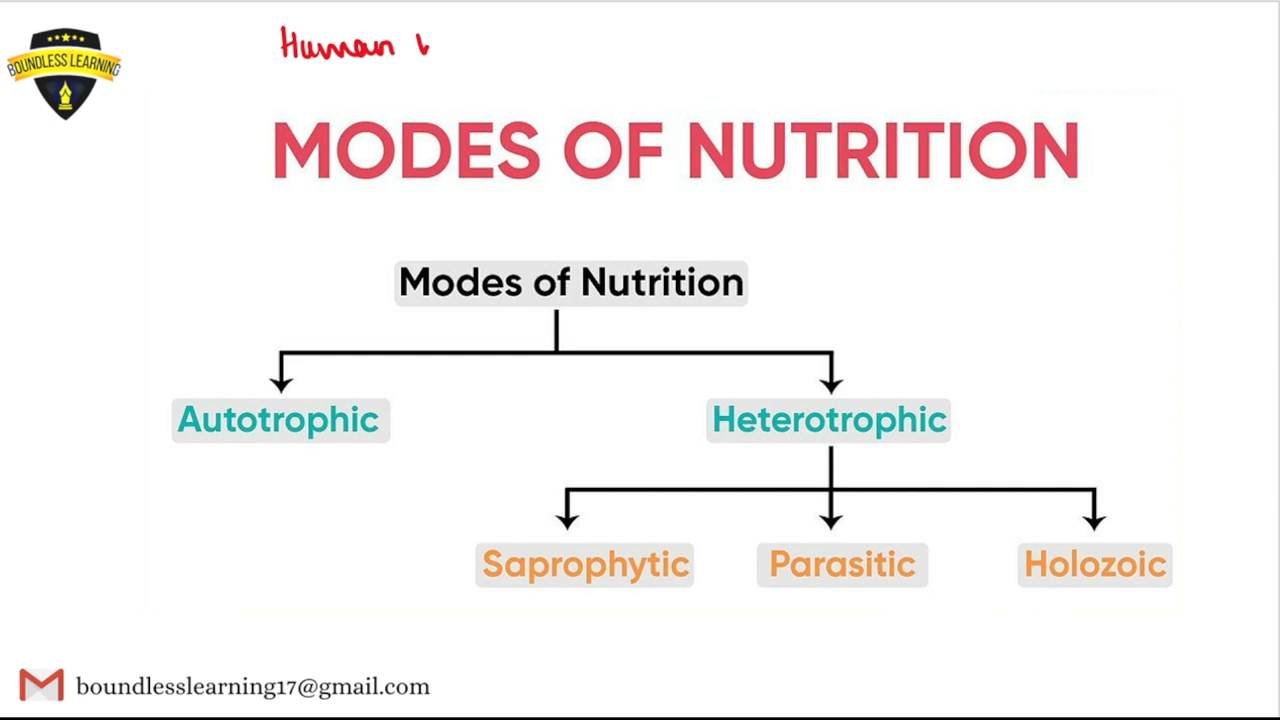 BOUNDLESS LEARNING
Human
MODES OF NUTRITION
Modes of Nutrition
Autotrophic
Heterotrophic
Saprophytic
Parasitic
Holozoic
boundlesslearning17@gmail.com